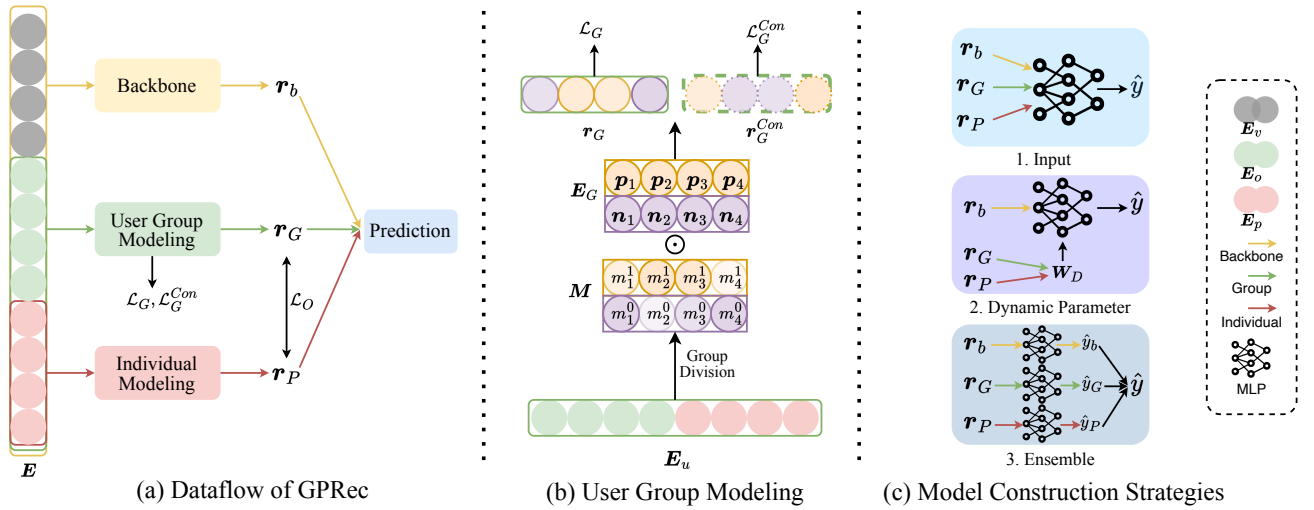 Backbone
r_b
User Group
Modeling
r_G
Prediction
L_G, L_G^{Con}
L_O
Individual
Modeling
r_P
E
(a) Dataflow of GPRec
L_G
L_G^{Con}
r_G
r_G^{Con}
E_G
p_1 p_2 p_3 p_4
n_1 n_2 n_3 n_4
⊙
M
m_1^1 m_2^1 m_3^1 m_4^1
m_1^0 m_2^0 m_3^0 m_4^0
Group
Division
E_u
(b) User Group Modeling
r_b
r_G
r_P
ŷ
1. Input
r_b
ŷ
r_G
r_P
W_D
2. Dynamic Parameter
r_b ŷ_b
r_G ŷ_G ŷ
r_P ŷ_P
3. Ensemble
(c) Model Construction Strategies
E_v
E_o
E_p
Backbone
Group
Individual
MLP